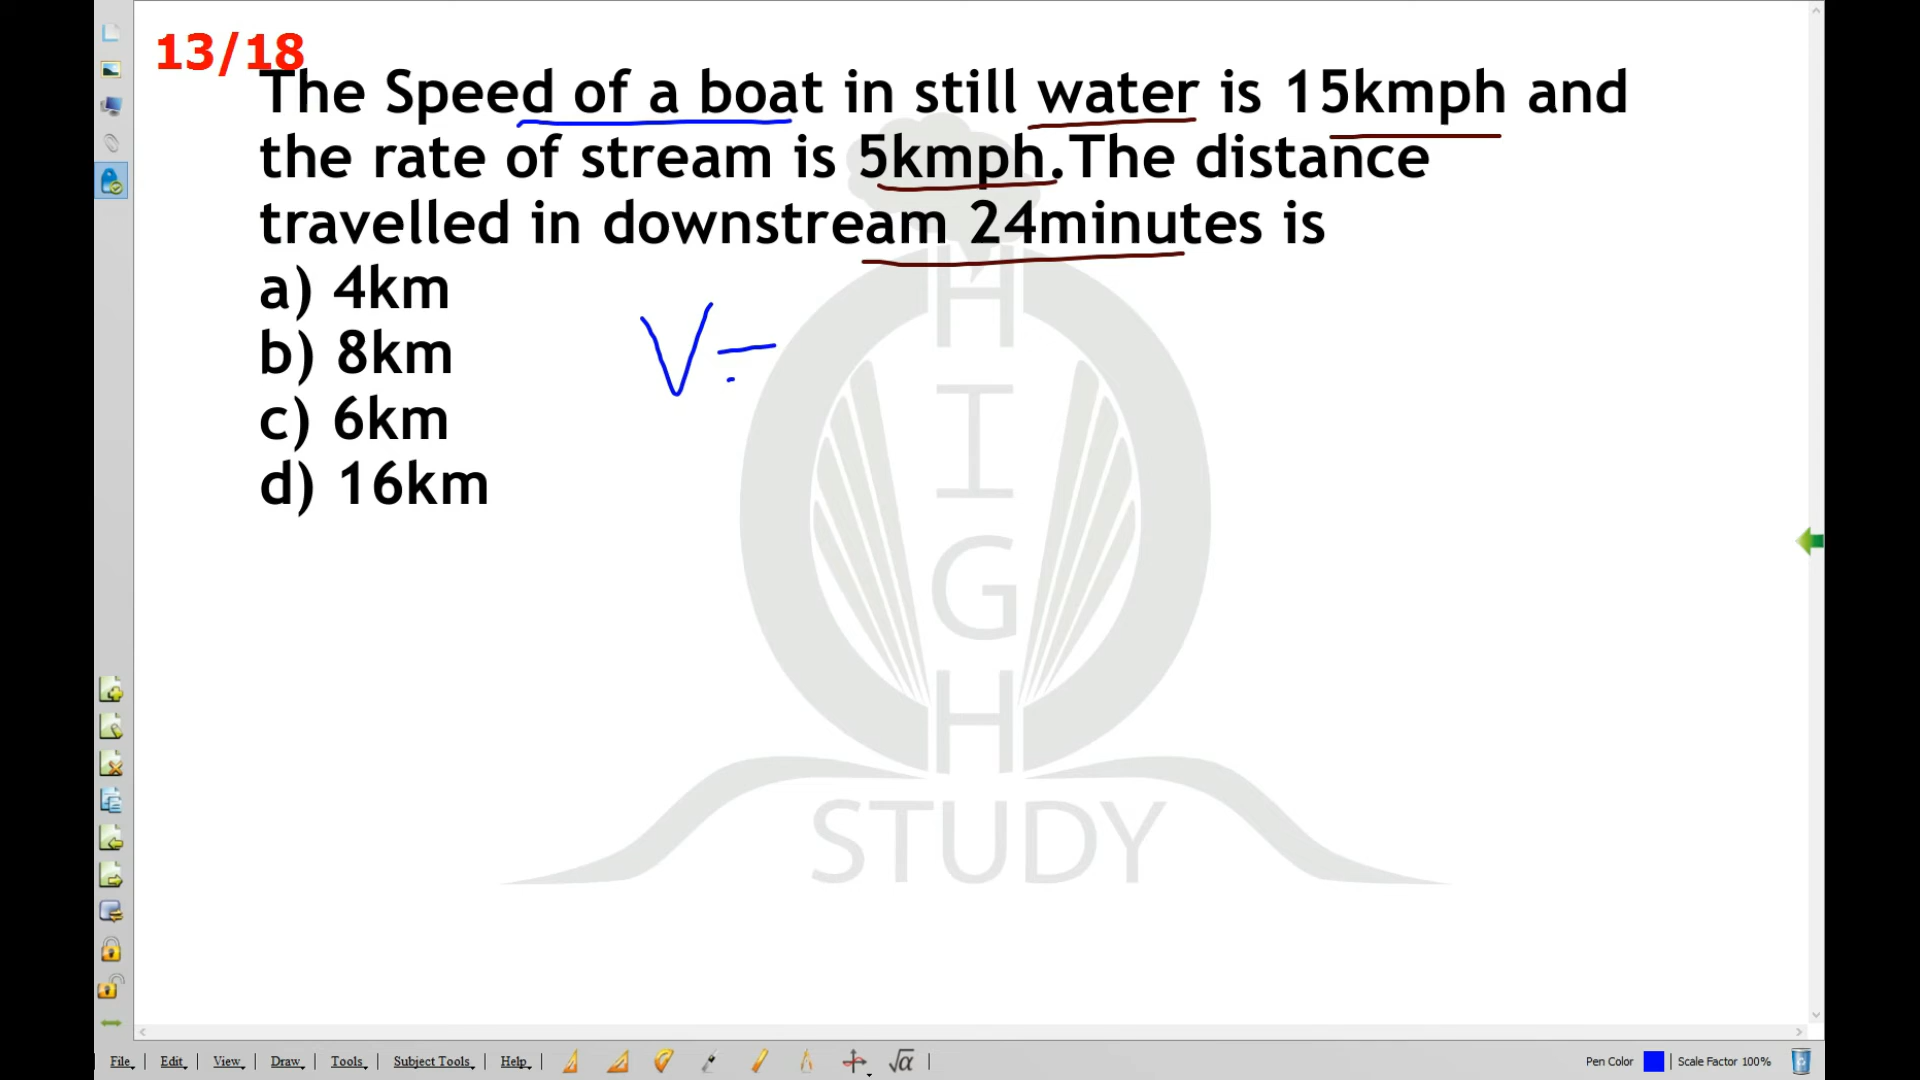 13/18
The Speed of a boat in still water is 15kmph and
the rate of stream is 5kmph.The distance
travelled in downstream 24minutes is
a) 4km
b) 8km
c) 6km
d) 16km
V=
HIGH
STUDY
File Edit View Draw Tools Subject Tools Help √α Pen Color Scale Factor 100%